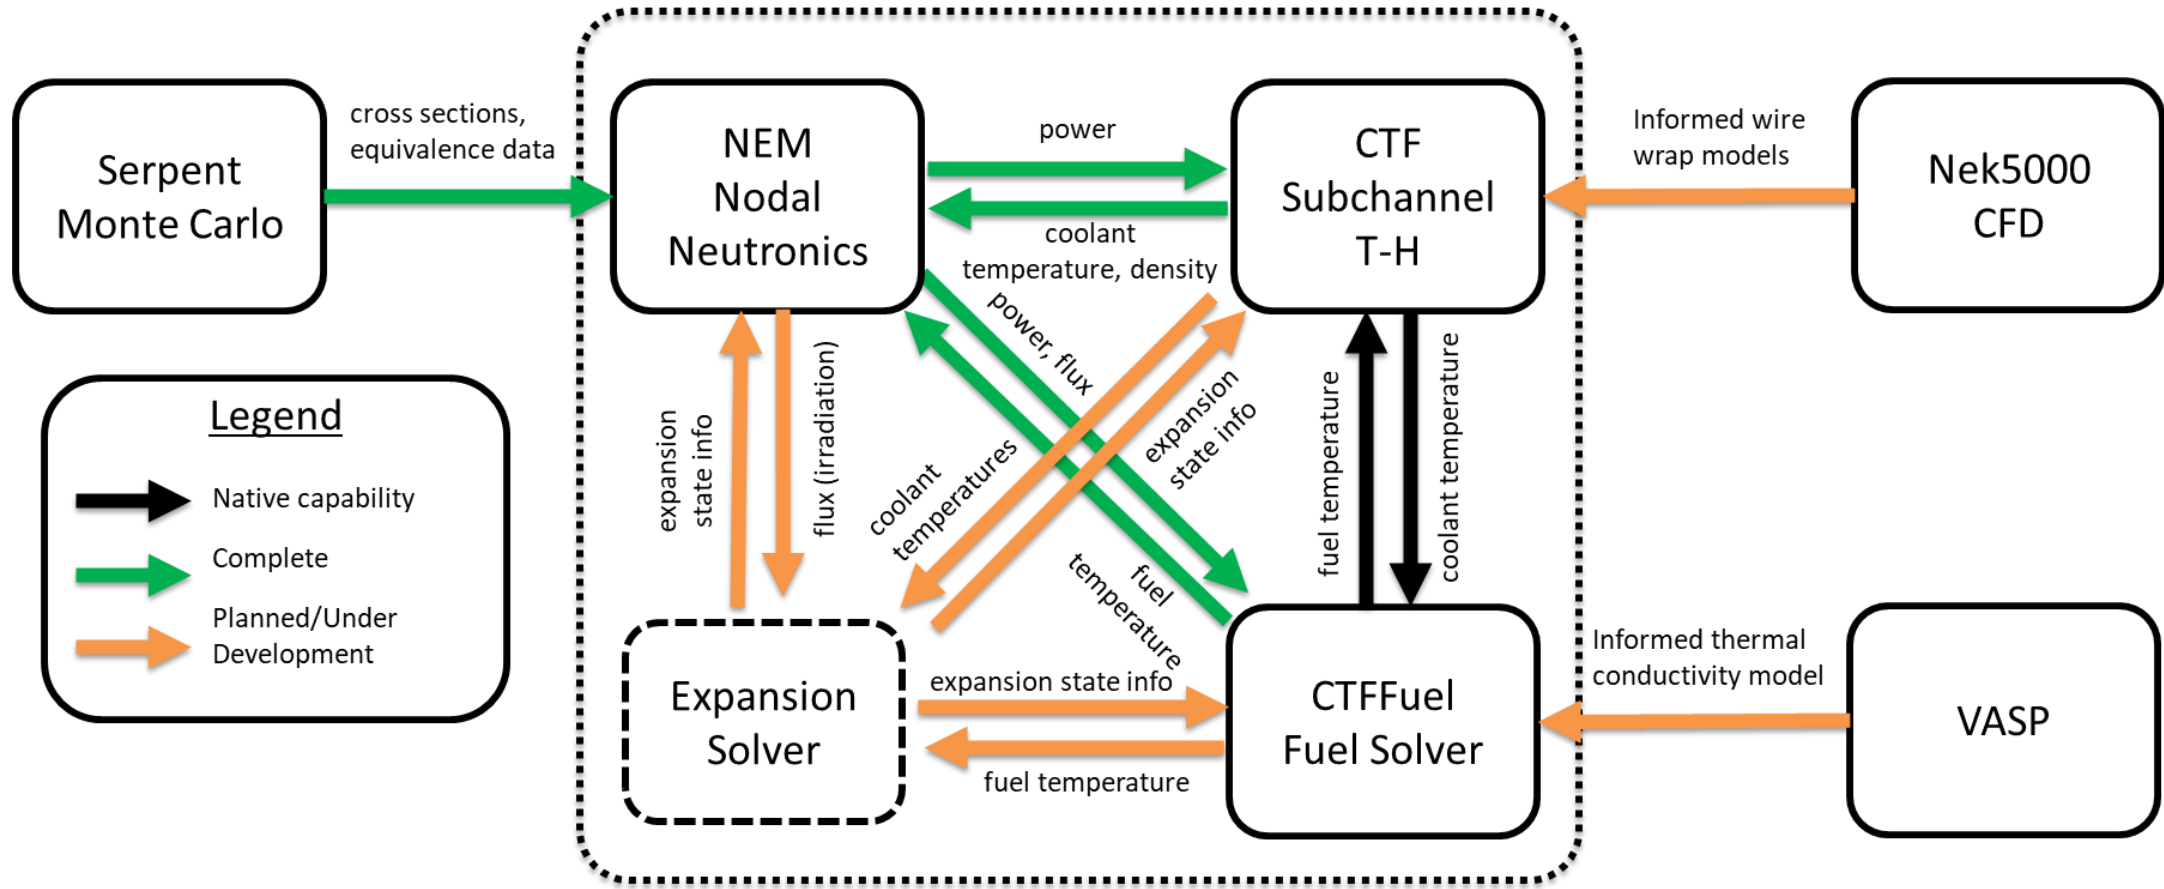 Serpent
Monte Carlo
cross sections,
equivalence data
NEM
Nodal
Neutronics
power
coolant
temperature, density
CTF
Subchannel
T-H
Informed wire
wrap models
Nek5000
CFD
Legend
Native capability
Complete
Planned/Under
Development
expansion
state info
flux (irradiation)
power, flux
coolant
temperatures
expansion
state info
fuel
temperature
fuel temperature
coolant temperature
Expansion
Solver
expansion state info
fuel temperature
CTFFuel
Fuel Solver
Informed thermal
conductivity model
VASP